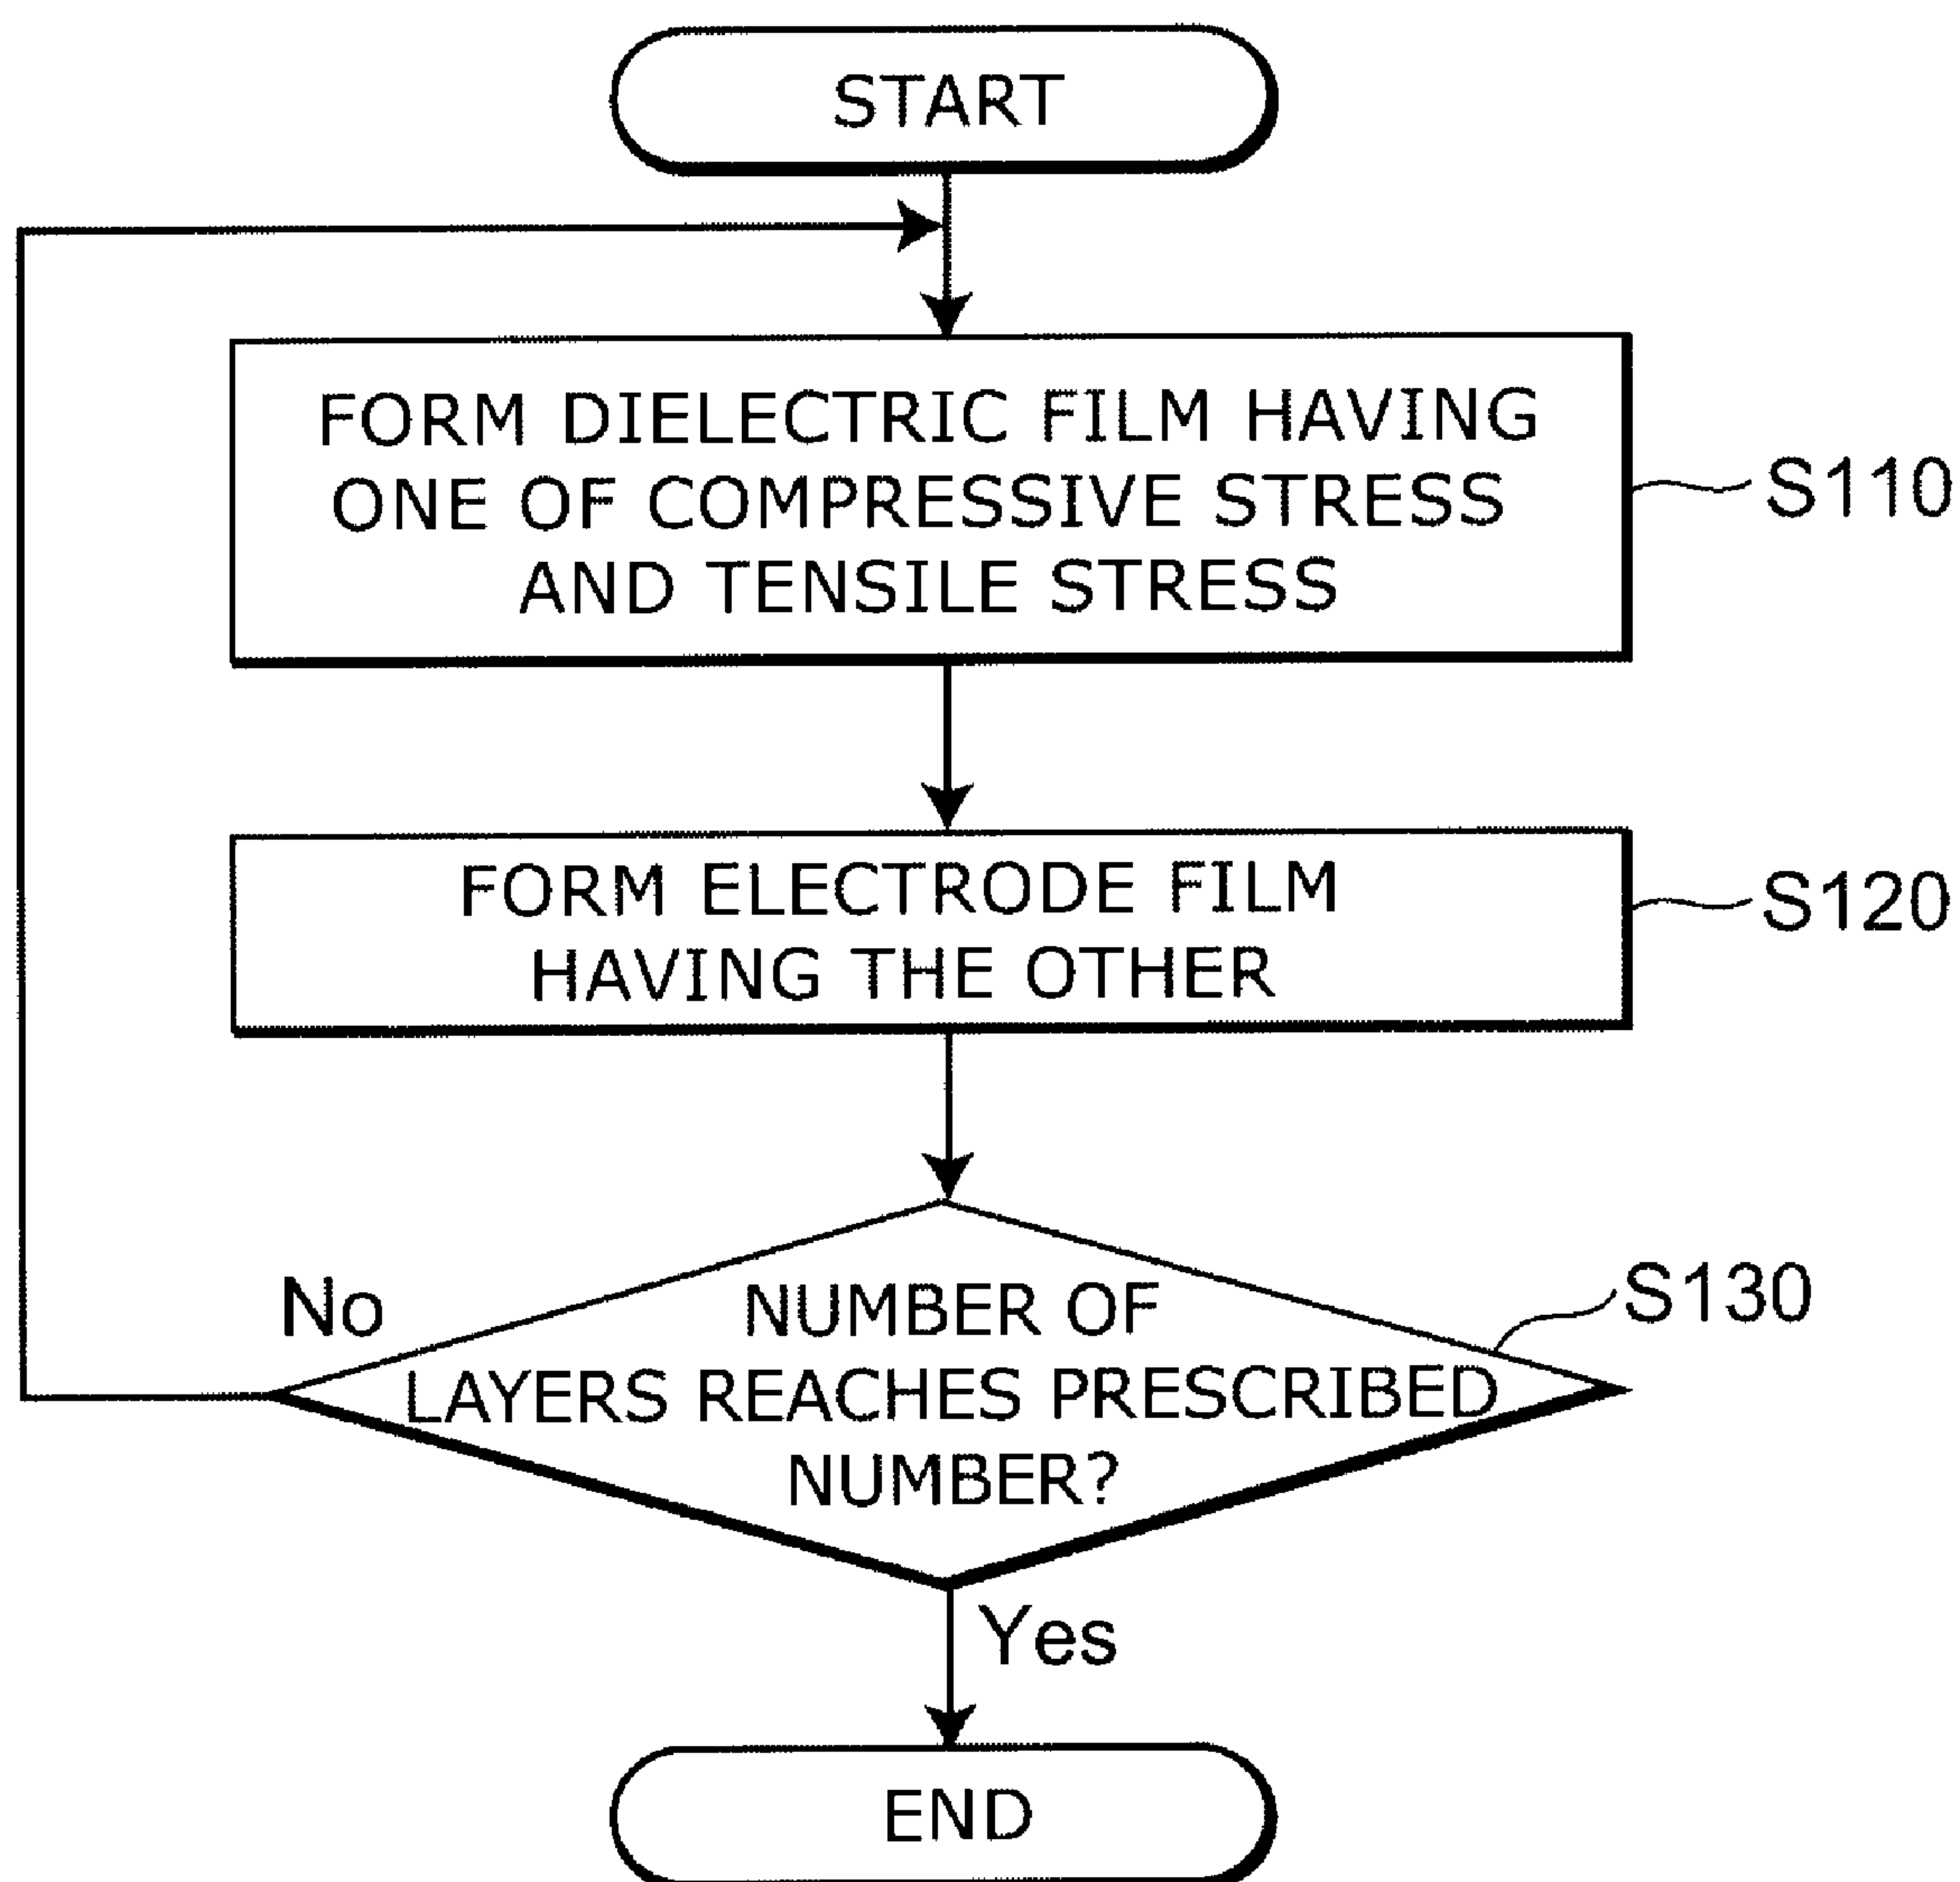 START
FORM DIELECTRIC FILM HAVING
ONE OF COMPRESSIVE STRESS
AND TENSILE STRESS
S110
FORM ELECTRODE FILM
HAVING THE OTHER
S120
No
NUMBER OF
LAYERS REACHES PRESCRIBED
NUMBER?
S130
Yes
END